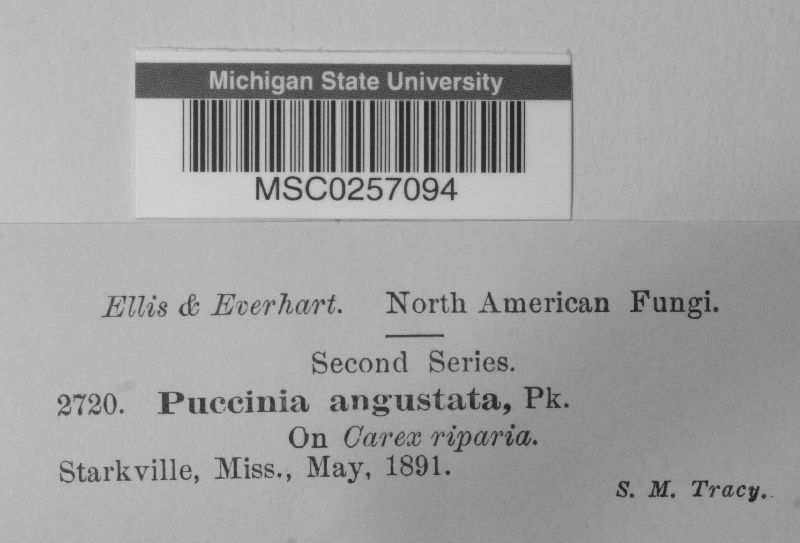 Michigan State University
MSC0257094
Ellis & Everhart. North American Fungi.
Second Series.
2720. Puccinia angustata, Pk.
On Carex riparia.
Starkville, Miss., May, 1891.
S. M. Tracy.